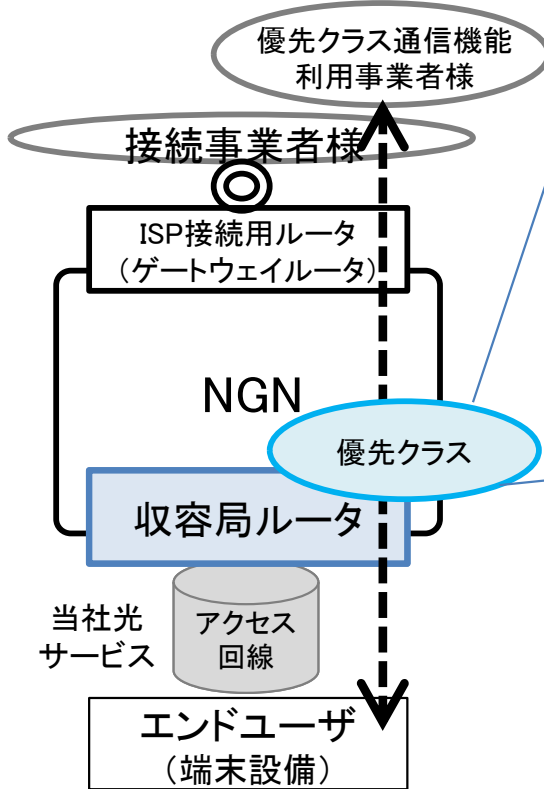 優先クラス通信機能
利用事業者様
接続事業者様
ISP接続用ルータ
（ゲートウェイルータ）
NGN
優先クラス
収容局ルータ
当社光
サービス
アクセス
回線
エンドユーザ
（端末設備）